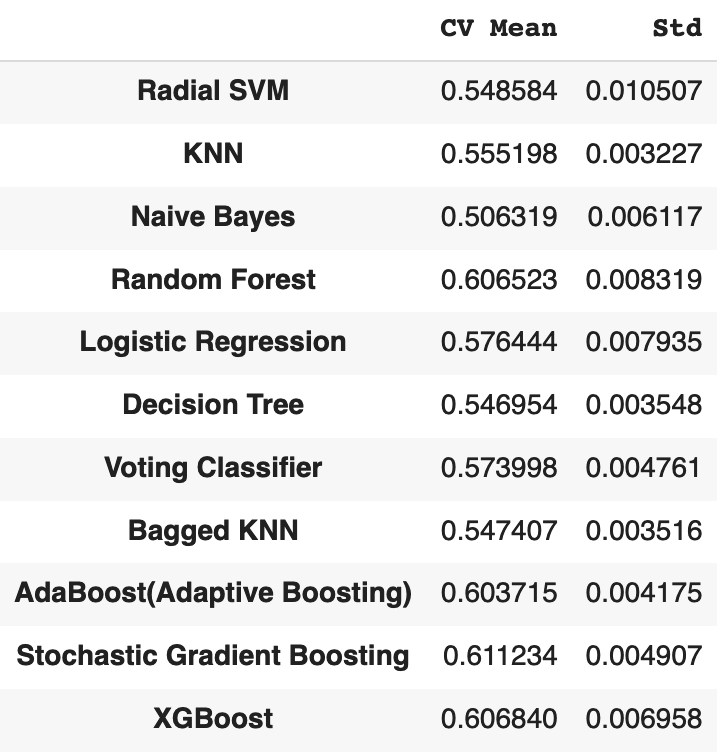 CV Mean Std
Radial SVM 0.548584 0.010507
KNN 0.555198 0.003227
Naive Bayes 0.506319 0.006117
Random Forest 0.606523 0.008319
Logistic Regression 0.576444 0.007935
Decision Tree 0.546954 0.003548
Voting Classifier 0.573998 0.004761
Bagged KNN 0.547407 0.003516
AdaBoost(Adaptive Boosting) 0.603715 0.004175
Stochastic Gradient Boosting 0.611234 0.004907
XGBoost 0.606840 0.006958